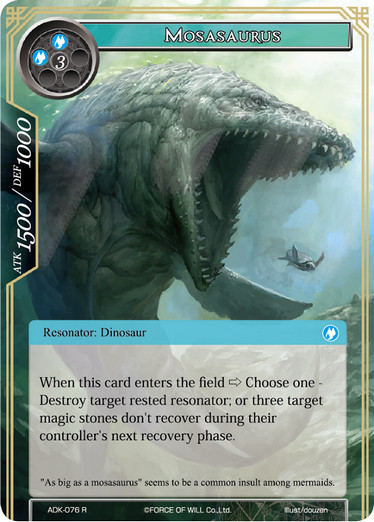 Mosasaurus
3
ATK 1500 / DEF 1000
Resonator: Dinosaur
When this card enters the field ⇨ Choose one -
Destroy target rested resonator; or three target
magic stones don't recover during their
controller's next recovery phase.
"As big as a mosasaurus" seems to be a common insult among mermaids.
ADK-076 R ©FORCE OF WILL Co.,Ltd. Illust/douzen